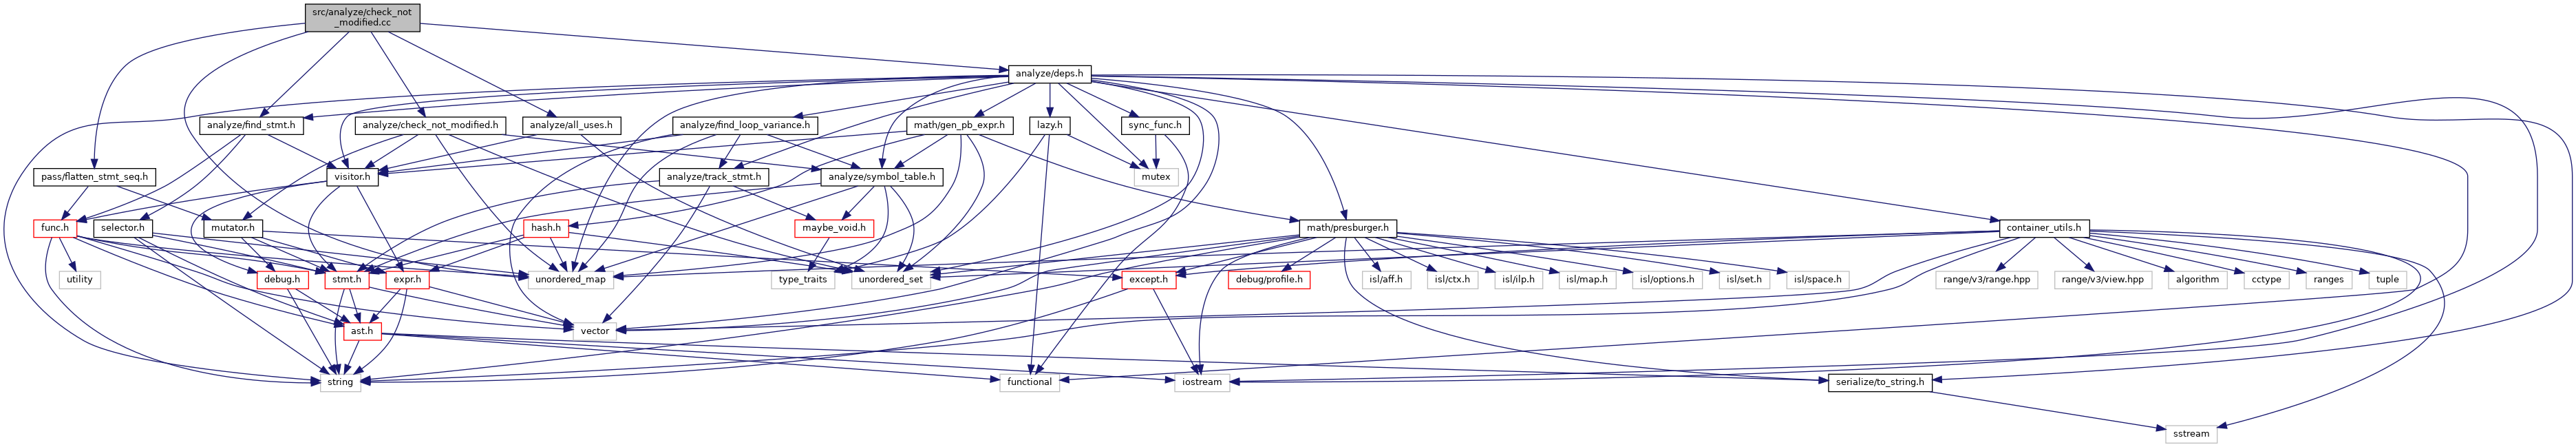 src/analyze/check_not
_modified.cc
analyze/deps.h
analyze/find_stmt.h
analyze/check_not_modified.h
analyze/all_uses.h
analyze/find_loop_variance.h
math/gen_pb_expr.h
lazy.h
sync_func.h
pass/flatten_stmt_seq.h
visitor.h
analyze/track_stmt.h
analyze/symbol_table.h
mutex
func.h
selector.h
mutator.h
hash.h
maybe_void.h
math/presburger.h
container_utils.h
utility
debug.h
stmt.h
expr.h
unordered_map
type_traits
unordered_set
except.h
debug/profile.h
isl/aff.h
isl/ctx.h
isl/ilp.h
isl/map.h
isl/options.h
isl/set.h
isl/space.h
range/v3/range.hpp
range/v3/view.hpp
algorithm
cctype
ranges
tuple
ast.h
vector
string
functional
iostream
serialize/to_string.h
sstream